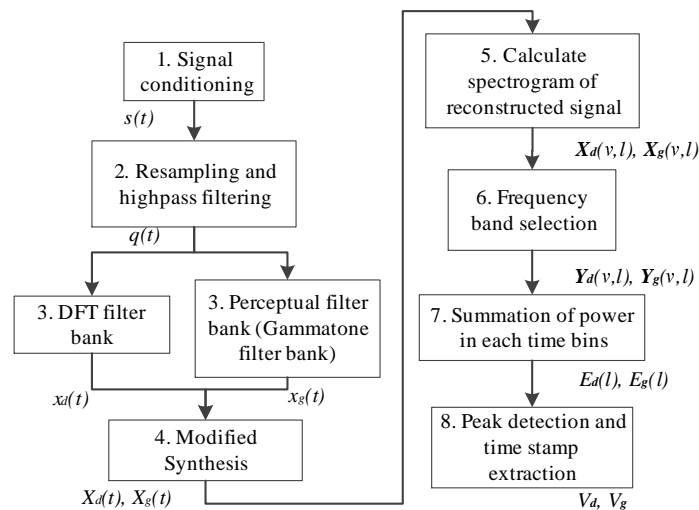 1. Signal
conditioning
s(t)
2. Resampling and
highpass filtering
q(t)
3. DFT filter
bank
3. Perceptual filter
bank (Gammatone
filter bank)
xd(t)
xg(t)
4. Modified
Synthesis
Xd(t), Xg(t)
5. Calculate
spectrogram of
reconstructed signal
Xd(v,l), Xg(v,l)
6. Frequency
band selection
Yd(v,l), Yg(v,l)
7. Summation of power
in each time bins
Ed(l), Eg(l)
8. Peak detection and
time stamp
extraction
Vd, Vg